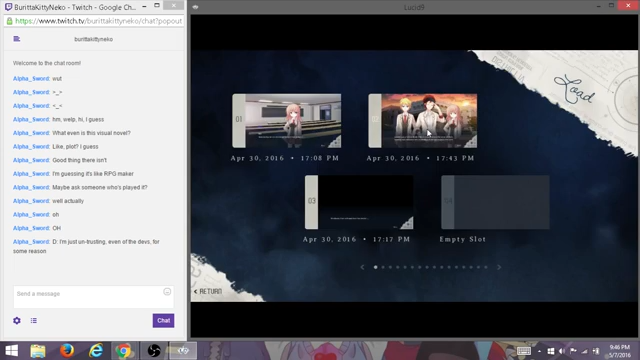 BurittaKittyNeko - Twitch - Google Ch...
https://www.twitch.tv/burittakittyneko/chat?popout
burittakittyneko
Welcome to the chat room!
Alpha_Sword: wut
Alpha_Sword: >_>
Alpha_Sword: <_<
Alpha_Sword: hm, welp, hi, I guess
Alpha_Sword: What even is this visual novel?
Alpha_Sword: Like, plot? I guess
Alpha_Sword: Good thing there isn't
Alpha_Sword: I'm guessing it's like RPG maker
Alpha_Sword: Maybe ask someone who's played it?
Alpha_Sword: well actually
Alpha_Sword: oh
Alpha_Sword: OH
Alpha_Sword: D: I'm just un-trusting, even of the devs, for
some reason
Send a message
Chat
Lucid9
Load
01
Apr 30, 2016 • 17:08 PM
Apr 30, 2016 • 17:43 PM
03
Apr 30, 2016 • 17:17 PM
04
Empty Slot
< RETURN
9:46 PM
5/7/2016